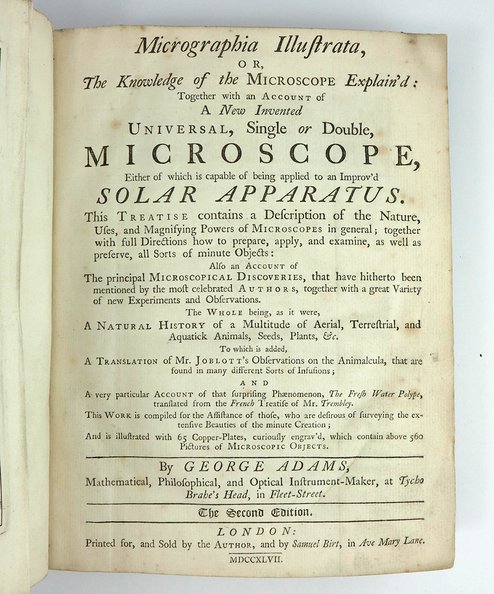 Micrographia Illuſtrata,
OR,
The Knowledge of the MICROSCOPE Explain'd:
Together with an ACCOUNT of
A New Invented
UNIVERSAL, Single or Double,
MICROSCOPE,
Either of which is capable of being applied to an Improv'd
SOLAR APPARATUS.
This TREATISE contains a Deſcription of the Nature,
Uſes, and Magnifying Powers of MICROSCOPES in general; together
with full Directions how to prepare, apply, and examine, as well as
preſerve, all Sorts of minute Objects:
Alſo an ACCOUNT of
The principal MICROSCOPICAL DISCOVERIES, that have hitherto been
mentioned by the moſt celebrated AUTHORS, together with a great Variety
of new Experiments and Obſervations.
The WHOLE being, as it were,
A NATURAL HISTORY of a Multitude of Aerial, Terreſtrial, and
Aquatick Animals, Seeds, Plants, &c.
To which is added,
A TRANSLATION of Mr. JOBLOTT's Obſervations on the Animalcula, that are
found in many different Sorts of Infuſions;
AND
A very particular ACCOUNT of that ſurpriſing Phænomenon, The Freſh Water Polype,
tranſlated from the French Treatiſe of Mr. Trembley.
This WORK is compiled for the Aſſiſtance of thoſe, who are deſirous of ſurveying the ex-
tenſive Beauties of the minute Creation;
And is illuſtrated with 65 Copper-Plates, curiouſly engrav'd, which contain above 560
Pictures of MICROSCOPIC OBJECTS.
By GEORGE ADAMS,
Mathematical, Philoſophical, and Optical Inſtrument-Maker, at Tycho
Brahe's Head, in Fleet-Street.
The Second Edition.
LONDON:
Printed for, and Sold by the AUTHOR, and by Samuel Birt, in Ave Mary Lane.
MDCCXLVII.